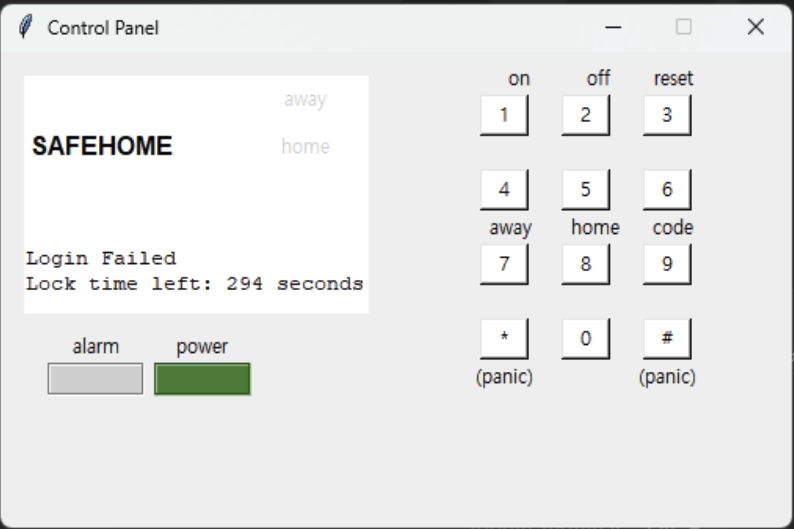 Control Panel
away
SAFEHOME
home
Login Failed
Lock time left: 294 seconds
alarm power
on off reset
1 2 3
4 5 6
away home code
7 8 9
* 0 #
(panic) (panic)